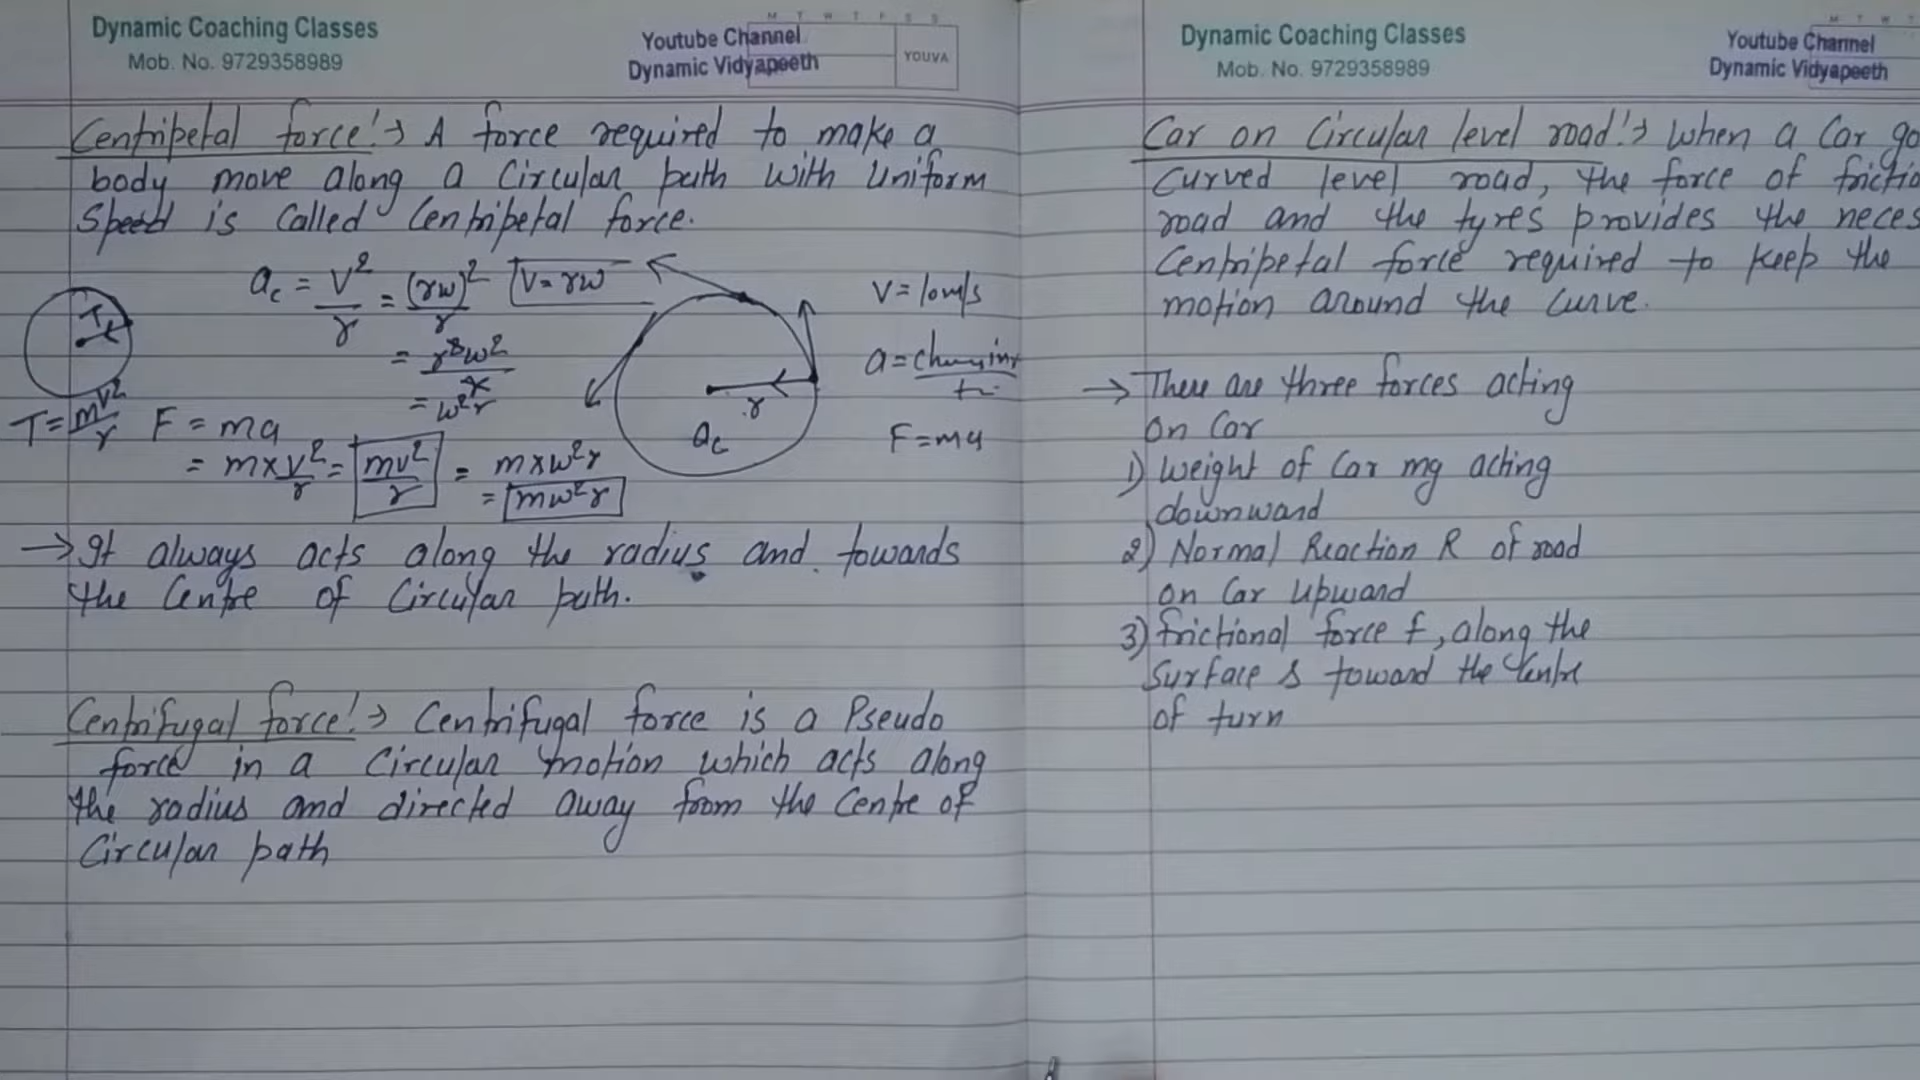 Dynamic Coaching Classes
Mob. No. 9729358989
M T W T F S S
Youtube Channel
Dynamic Vidyapeeth
YOUVA
Centripetal force:→ A force required to make a
body move along a Circular path with Uniform
Speed is Called Centripetal force.
a_c = V²/r = (rω)²/r V = rω
= r²ω²/r
= ω²r
T
T = mv²/r
F = ma
= m×v²/r = mv²/r = m×ω²r
= mω²r
r
a_c
V = 10m/s
a =
F = ma
→ It always acts along the radius and towards
the Centre of Circular path.
Centrifugal force:→ Centrifugal force is a Pseudo
force in a Circular motion which acts along
the radius and directed away from the Centre of
Circular path
Dynamic Coaching Classes
Mob. No. 9729358989
M T W T
Youtube Channel
Dynamic Vidyapeeth
Car on Circular level road:→ When a Car go
Curved level road, the force of frictio
road and the tyres provides the neces
Centripetal force required to keep the
motion around the Curve.
→ There are three forces acting
on Car
1) Weight of Car mg acting
downward
2) Normal Reaction R of road
on Car Upward
3) Frictional force f, along the
Surface & toward the Centre
of turn